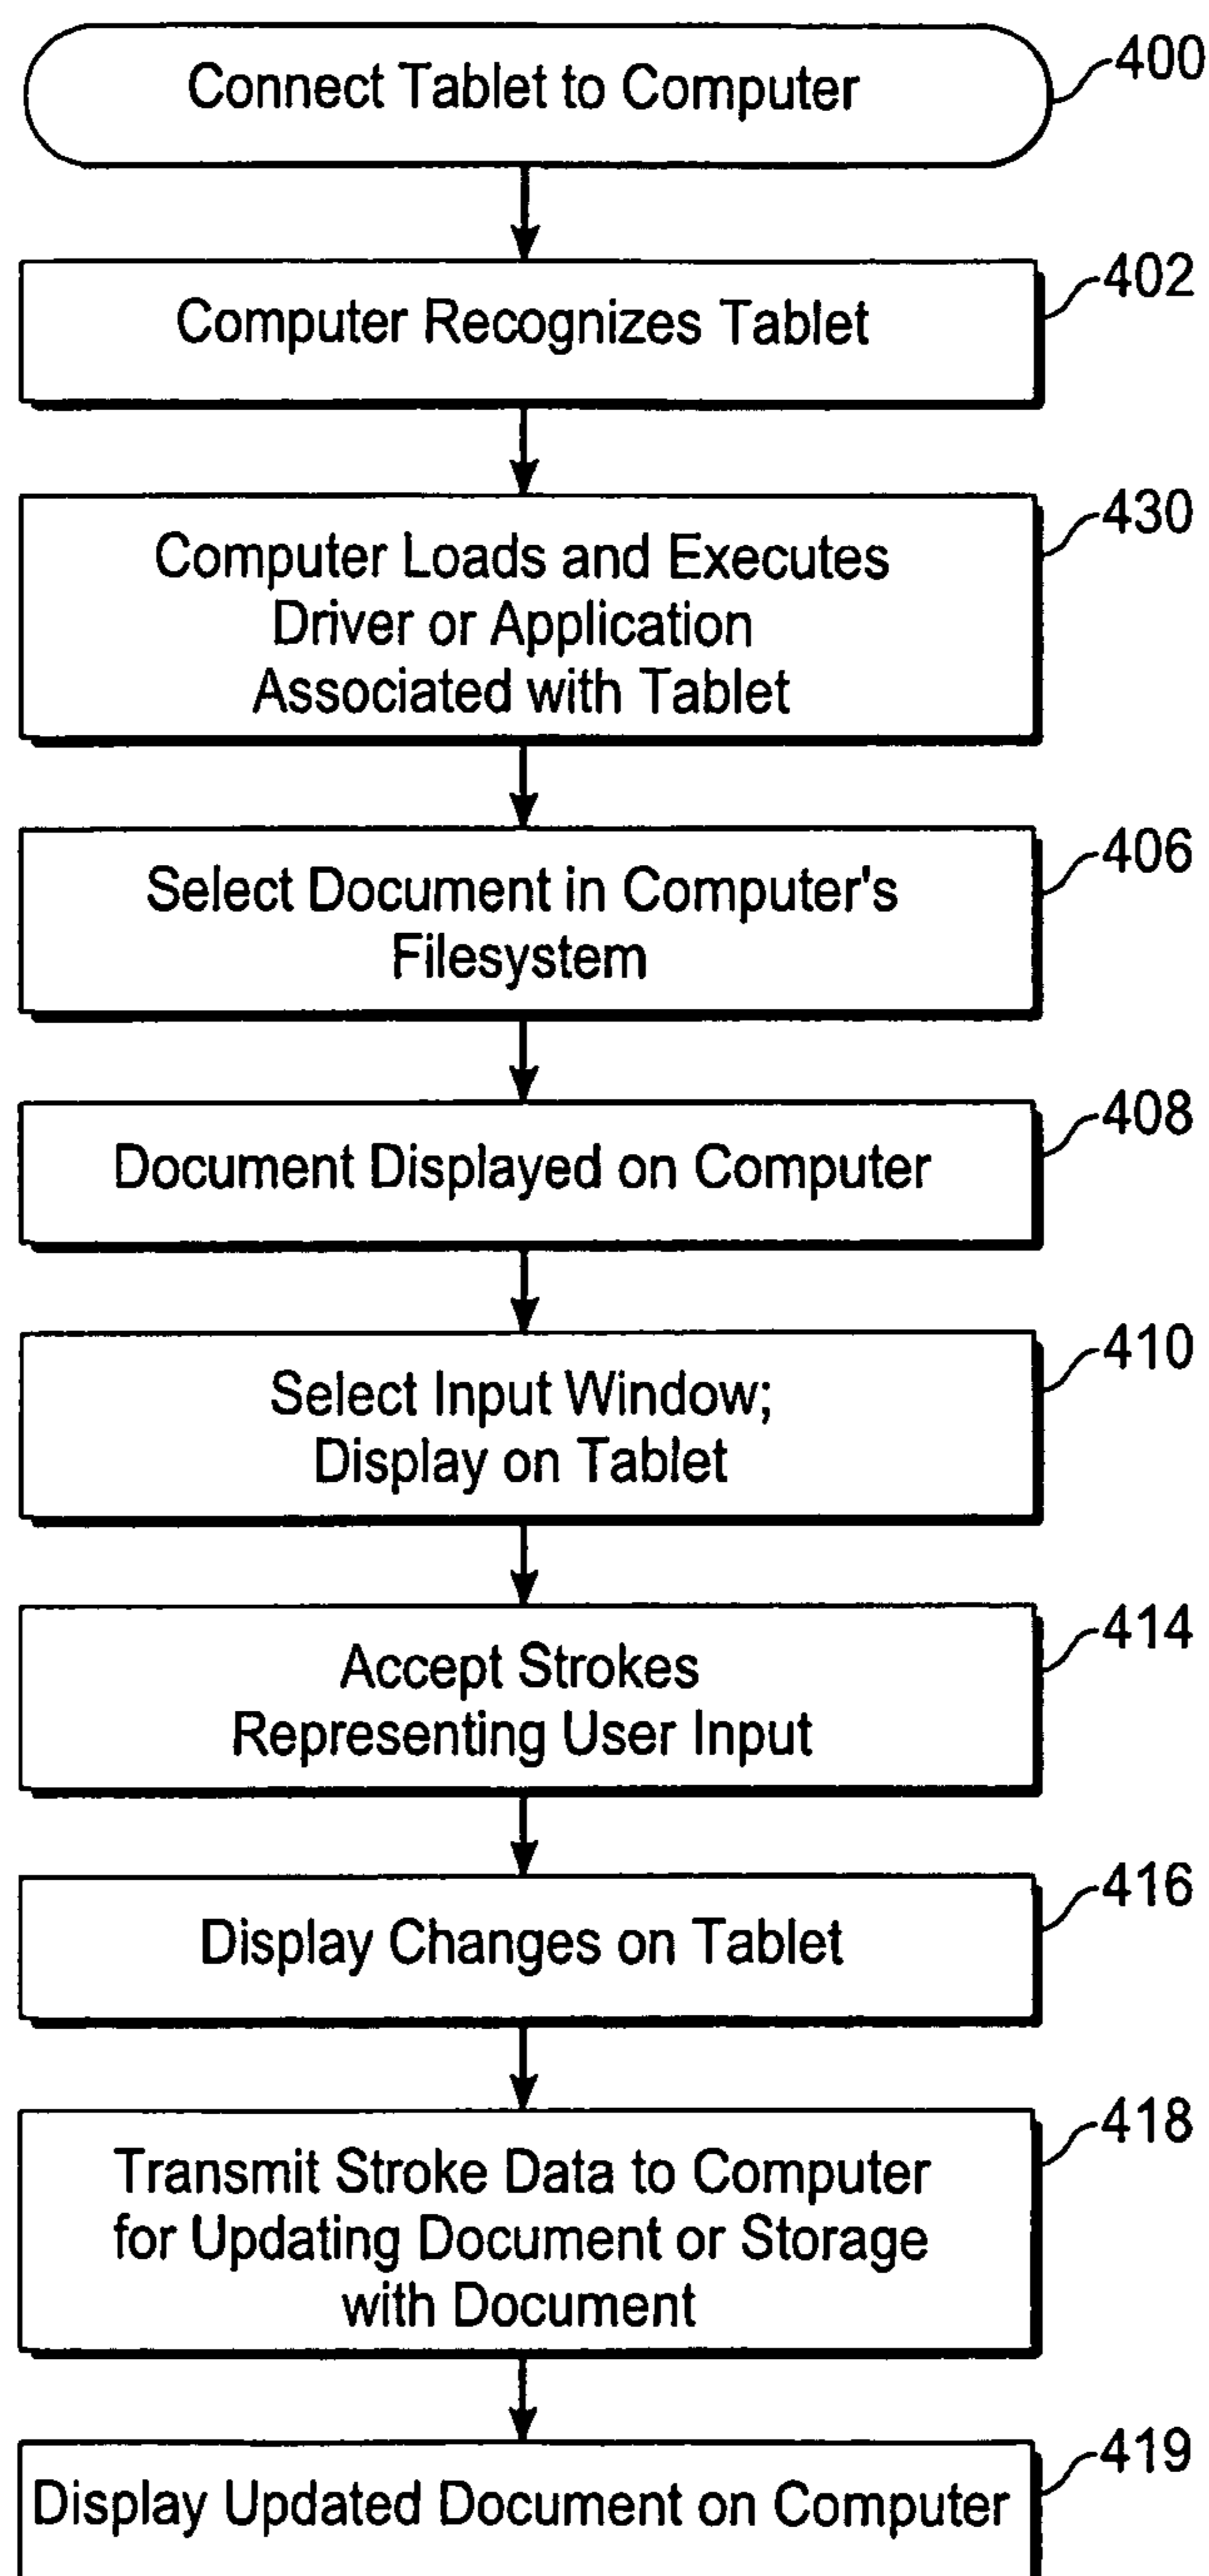 Connect Tablet to Computer
400
Computer Recognizes Tablet
402
Computer Loads and Executes
Driver or Application
Associated with Tablet
430
Select Document in Computer's
Filesystem
406
Document Displayed on Computer
408
Select Input Window;
Display on Tablet
410
Accept Strokes
Representing User Input
414
Display Changes on Tablet
416
Transmit Stroke Data to Computer
for Updating Document or Storage
with Document
418
Display Updated Document on Computer
419